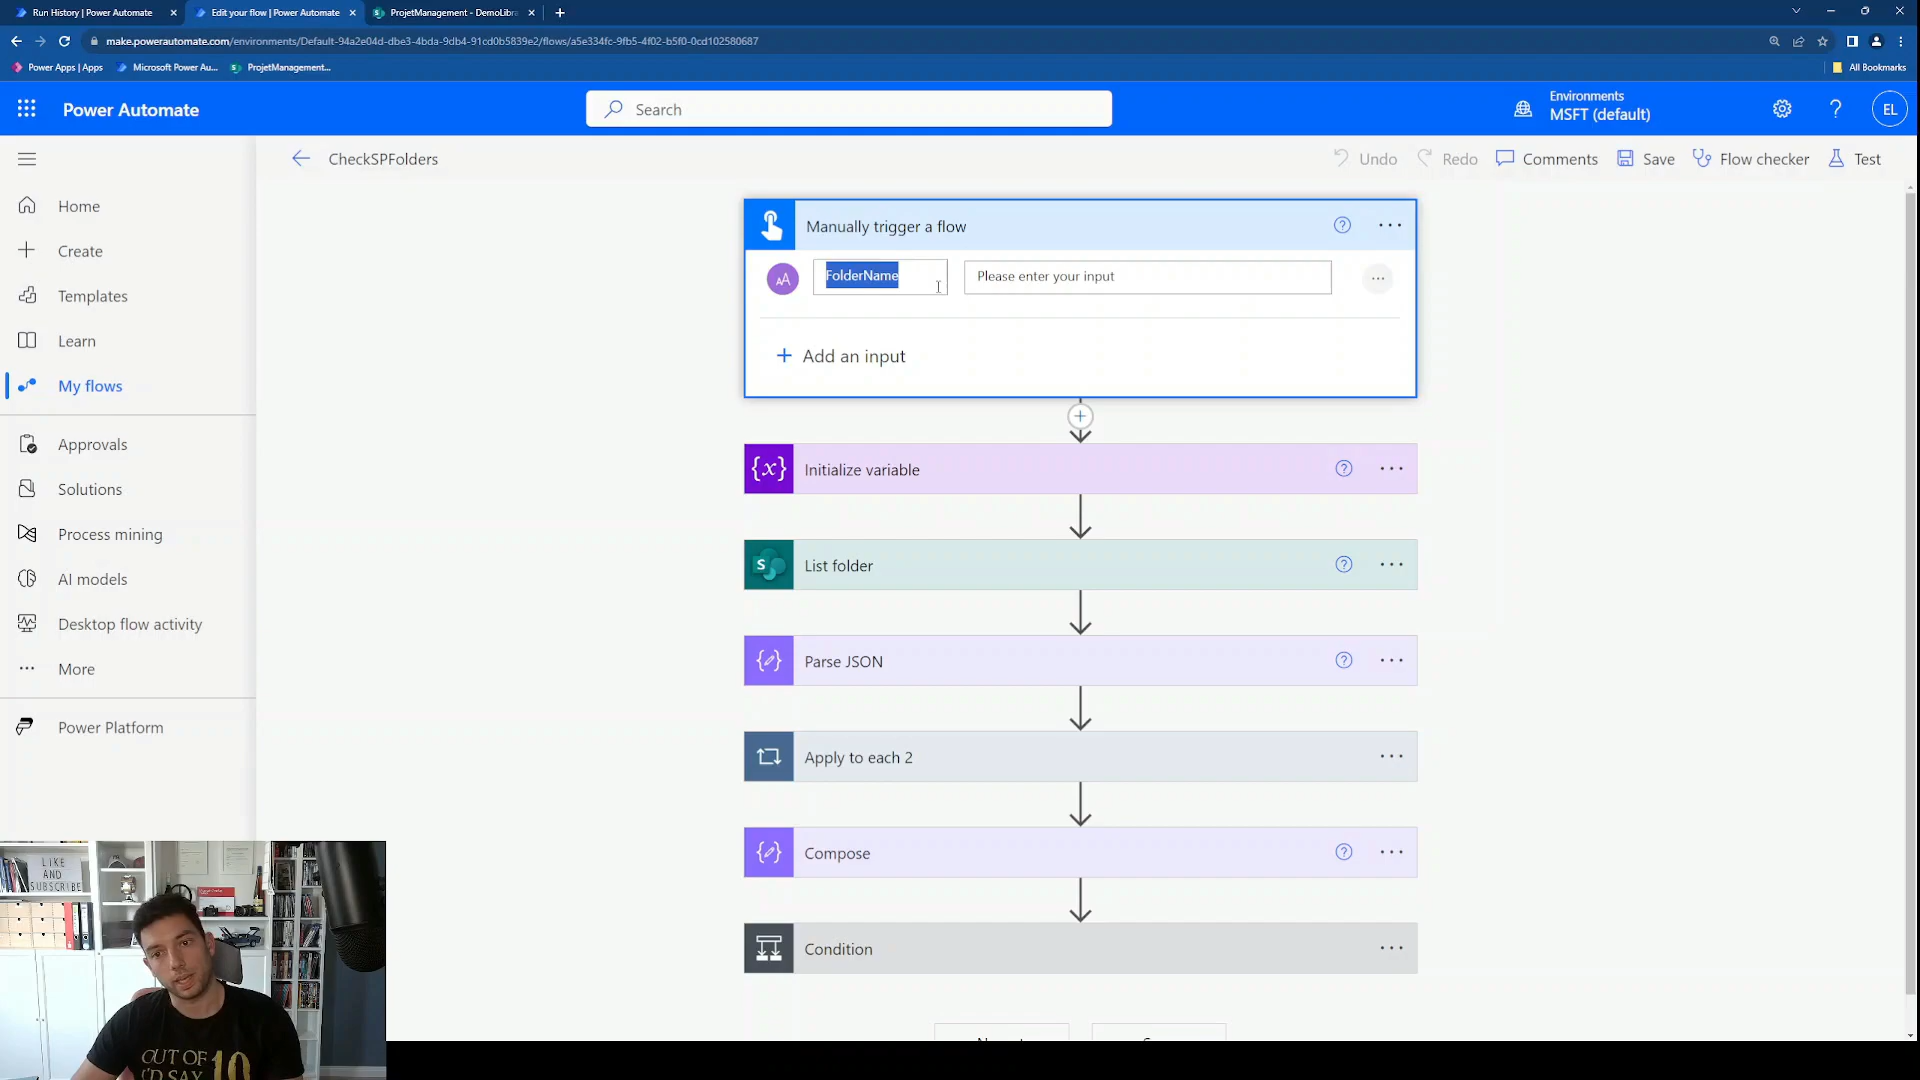 Run History | Power Automate
Edit your flow | Power Automate
ProjetManagement - DemoLibra
make.powerautomate.com/environments/Default-94a2e04d-dbe3-4bda-9db4-91cd0b5839e2/flows/a5e334fc-9fb5-4f02-b5f0-0cd102580687
Power Apps | Apps
Microsoft Power Au...
ProjetManagement...
All Bookmarks
Power Automate
Search
Environments
MSFT (default)
EL
CheckSPFolders
Undo
Redo
Comments
Save
Flow checker
Test
Home
Create
Templates
Learn
My flows
Approvals
Solutions
Process mining
AI models
Desktop flow activity
More
Power Platform
Manually trigger a flow
FolderName
Please enter your input
Add an input
Initialize variable
List folder
Parse JSON
Apply to each 2
Compose
Condition
LIKE
AND
SUBSCRIBE
OUT OF 10
I'D SAY